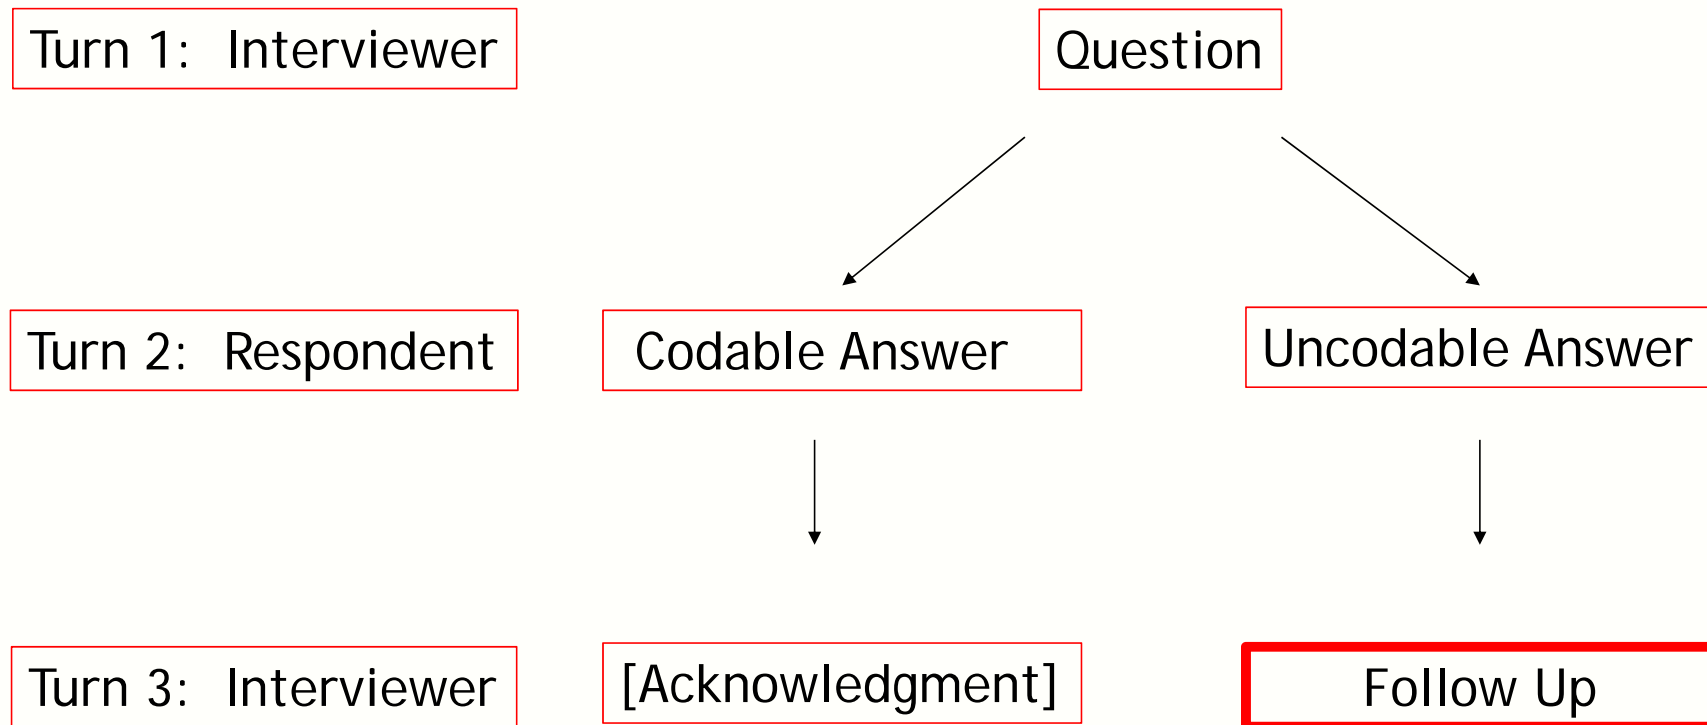 Turn 1: Interviewer
Question
Turn 2: Respondent
Codable Answer
Uncodable Answer
Turn 3: Interviewer
[Acknowledgment]
Follow Up